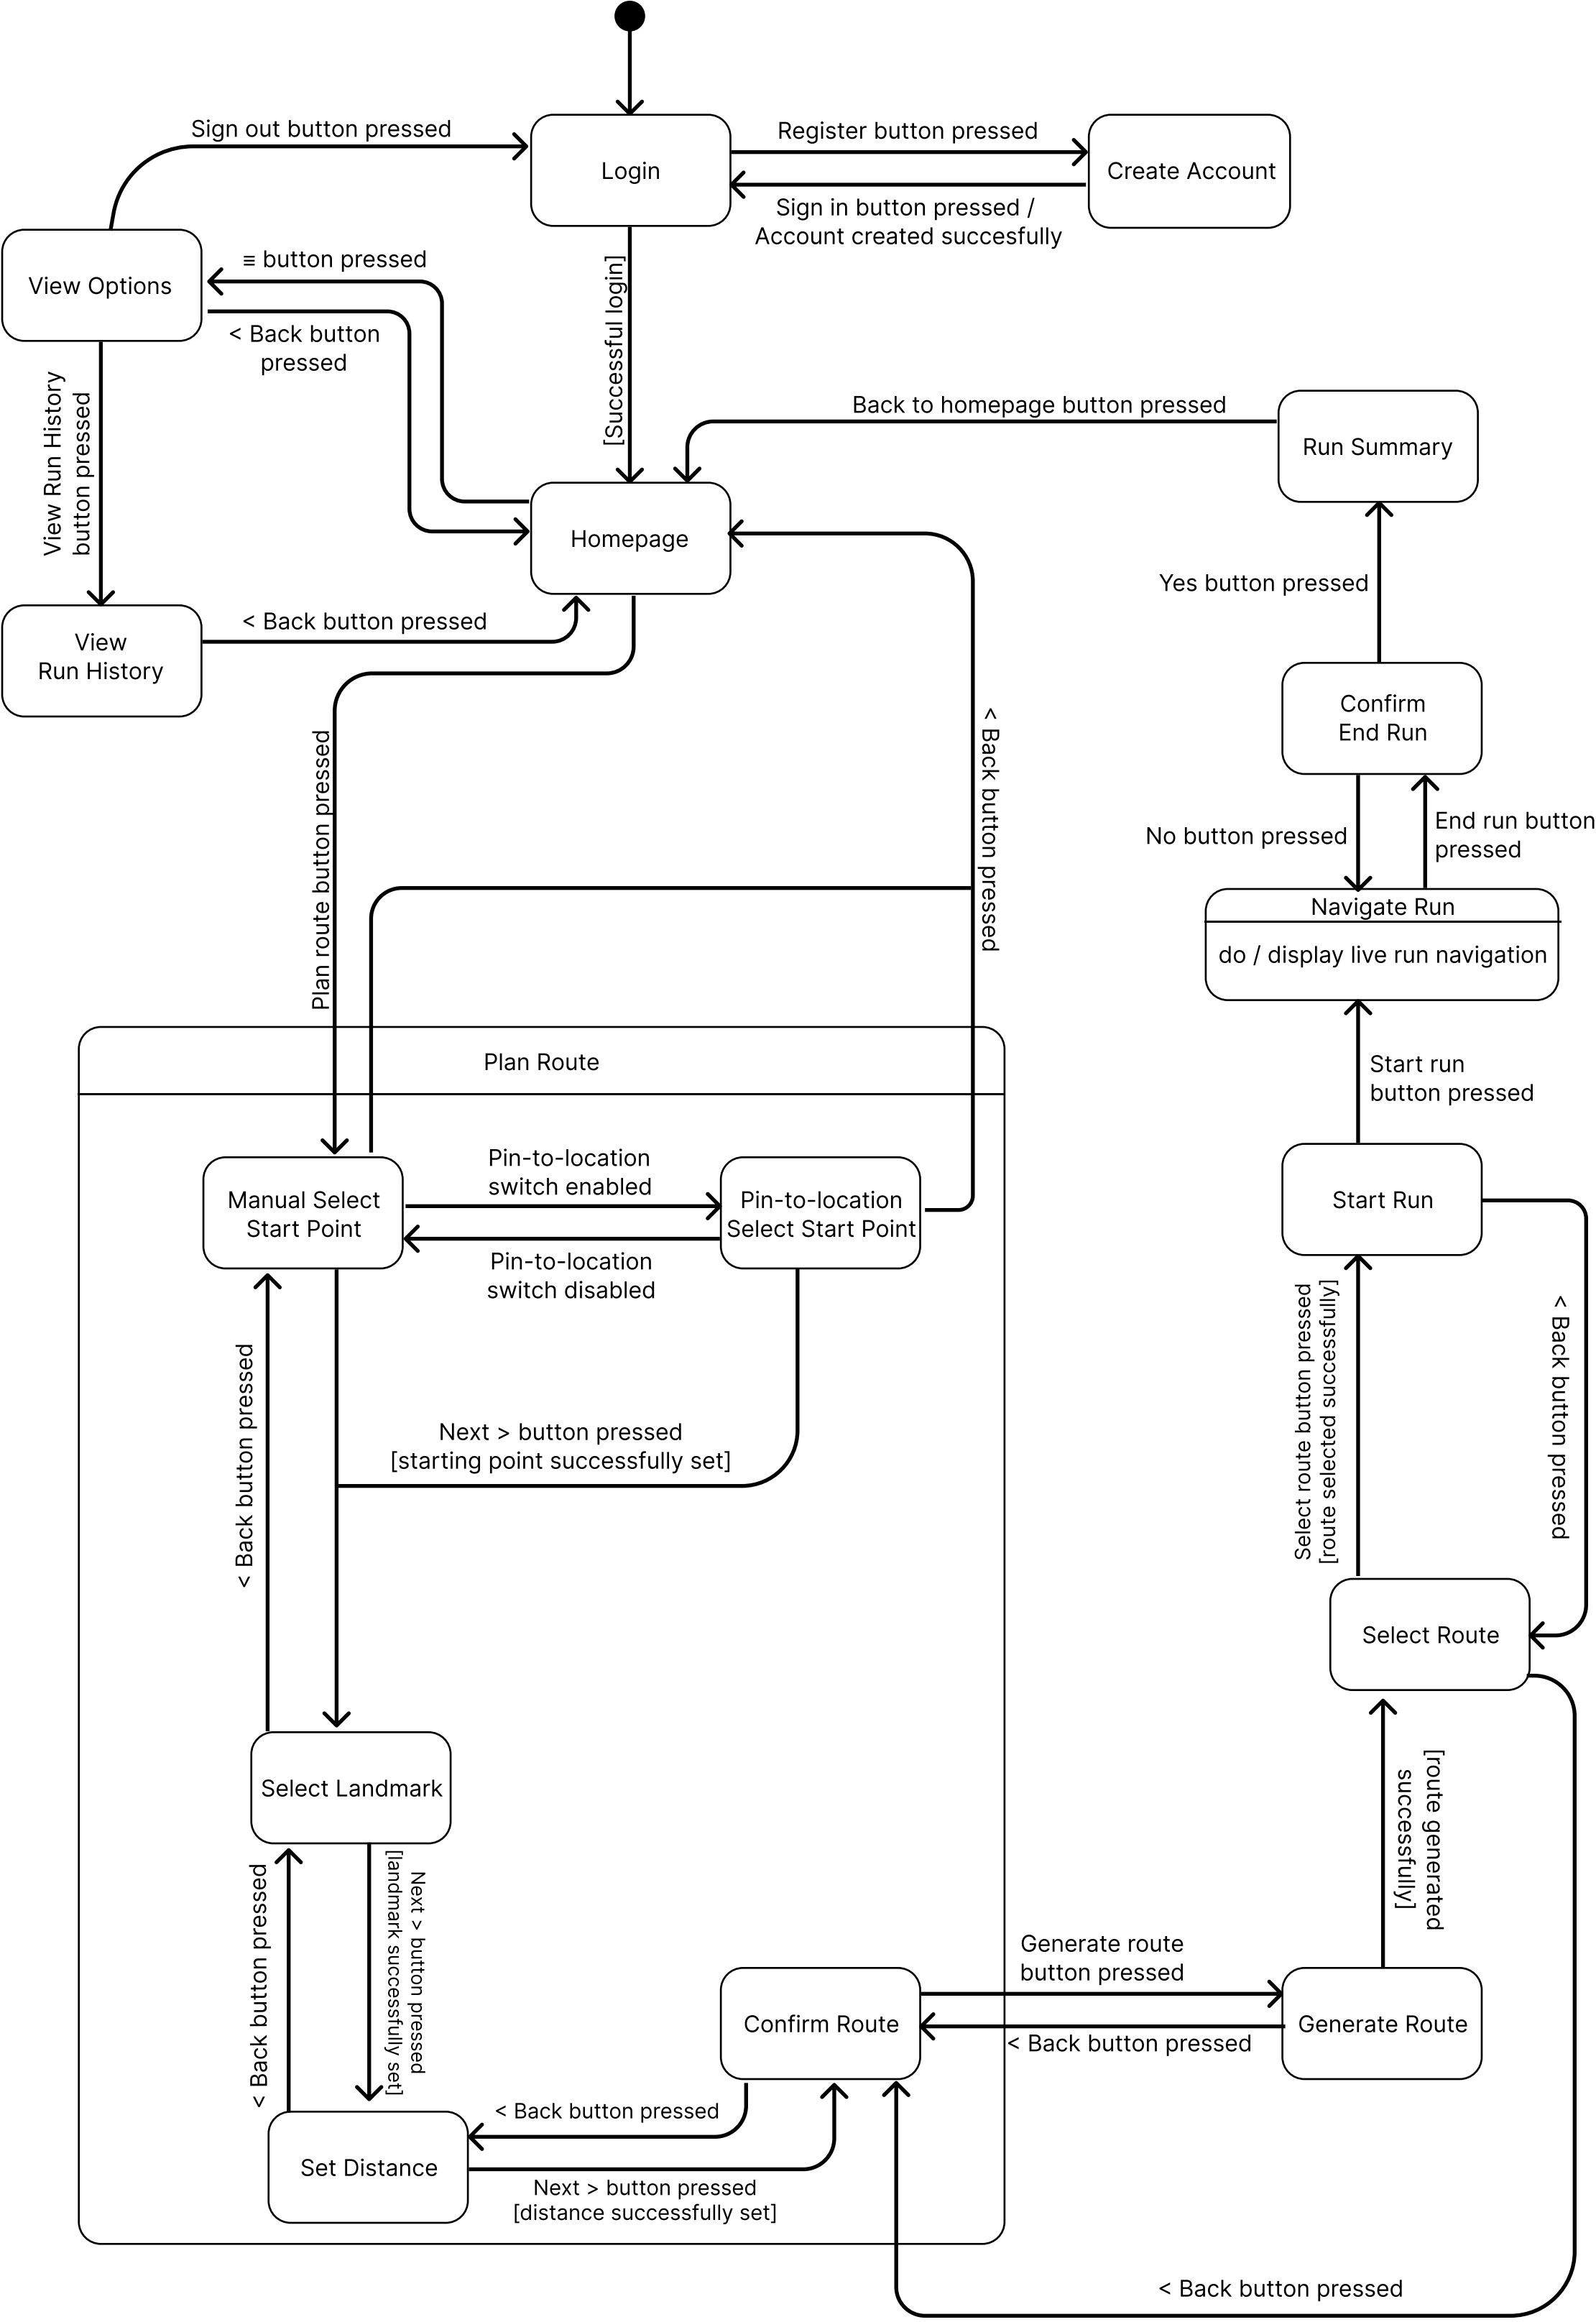 Sign out button pressed
Login
Register button pressed
Create Account
Sign in button pressed /
Account created succesfully
View Options
≡ button pressed
< Back button
pressed
[Successful login]
View Run History
button pressed
Back to homepage button pressed
Run Summary
Homepage
Yes button pressed
View
Run History
< Back button pressed
Confirm
End Run
Plan route button pressed
< Back button pressed
No button pressed
End run button
pressed
Navigate Run
do / display live run navigation
Plan Route
Start run
button pressed
Manual Select
Start Point
Pin-to-location
switch enabled
Pin-to-location
Select Start Point
Pin-to-location
switch disabled
Start Run
< Back button pressed
Next > button pressed
[starting point successfully set]
Select route button pressed
[route selected successfully]
< Back button pressed
Select Route
Select Landmark
[route generated
successfully]
< Back button pressed
Next > button pressed
[landmark successfully set]
Generate route
button pressed
Confirm Route
Generate Route
< Back button pressed
< Back button pressed
Set Distance
Next > button pressed
[distance successfully set]
< Back button pressed